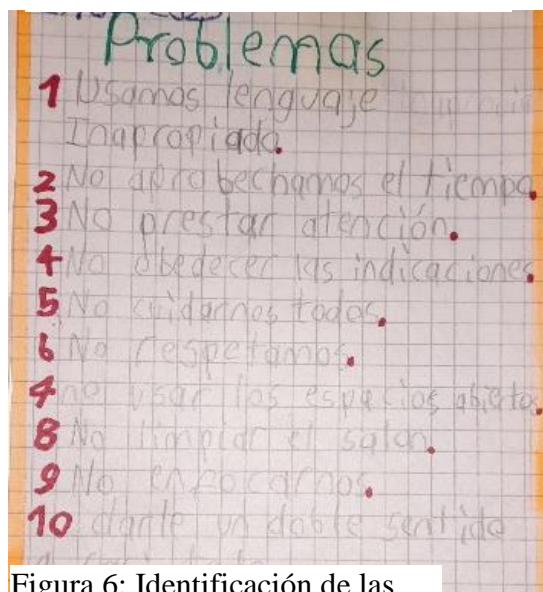 Problemas
1 Usamos lenguaje
Inapropiado.
2 No aprobechamos el tiempo.
3 No prestar atención.
4 No obedecer las indicaciones.
5 No cuidarnos todos.
6 No respetamos.
7 no usar los espacios abiertos.
8 No limpiar el salon.
9 No enfocarnos.
10 darle un doble sentido
Figura 6: Identificación de las